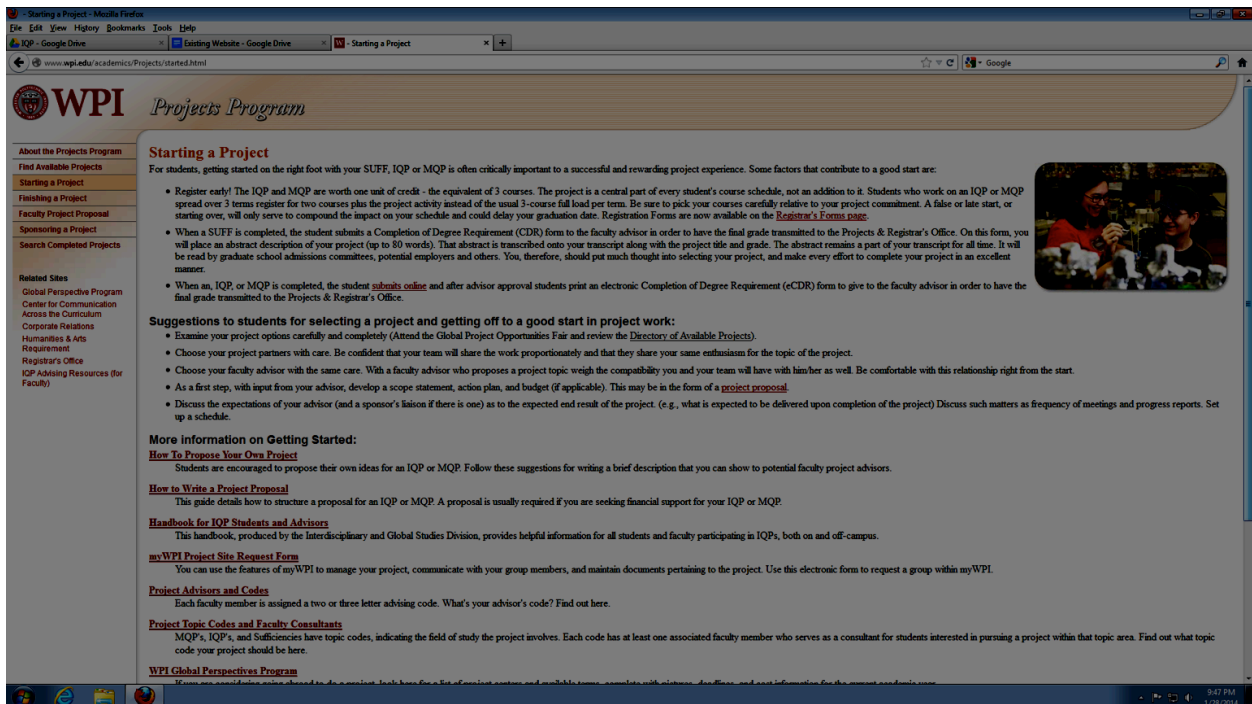 - Starting a Project - Mozilla Firefox
File Edit View History Bookmarks Tools Help
IQP - Google Drive
Existing Website - Google Drive
- Starting a Project
www.wpi.edu/academics/Projects/started.html
Google
WPI
Projects Program
About the Projects Program
Find Available Projects
Starting a Project
Finishing a Project
Faculty Project Proposal
Sponsoring a Project
Search Completed Projects
Related Sites
Global Perspective Program
Center for Communication
Across the Curriculum
Corporate Relations
Humanities & Arts
Requirement
Registrar's Office
IQP Advising Resources (for
Faculty)
Starting a Project
For students, getting started on the right foot with your SUFF, IQP or MQP is often critically important to a successful and rewarding project experience. Some factors that contribute to a good start are:
• Register early! The IQP and MQP are worth one unit of credit - the equivalent of 3 courses. The project is a central part of every student's course schedule, not an addition to it. Students who work on an IQP or MQP
spread over 3 terms register for two courses plus the project activity instead of the usual 3-course full load per term. Be sure to pick your courses carefully relative to your project commitment. A false or late start, or
starting over, will only serve to compound the impact on your schedule and could delay your graduation date. Registration Forms are now available on the Registrar's Forms page.
• When a SUFF is completed, the student submits a Completion of Degree Requirement (CDR) form to the faculty advisor in order to have the final grade transmitted to the Projects & Registrar's Office. On this form, you
will place an abstract description of your project (up to 80 words). That abstract is transcribed onto your transcript along with the project title and grade. The abstract remains a part of your transcript for all time. It will
be read by graduate school admissions committees, potential employers and others. You, therefore, should put much thought into selecting your project, and make every effort to complete your project in an excellent
manner.
• When an, IQP, or MQP is completed, the student submits online and after advisor approval students print an electronic Completion of Degree Requirement (eCDR) form to give to the faculty advisor in order to have the
final grade transmitted to the Projects & Registrar's Office.
Suggestions to students for selecting a project and getting off to a good start in project work:
• Examine your project options carefully and completely (Attend the Global Project Opportunities Fair and review the Directory of Available Projects).
• Choose your project partners with care. Be confident that your team will share the work proportionately and that they share your same enthusiasm for the topic of the project.
• Choose your faculty advisor with the same care. With a faculty advisor who proposes a project topic weigh the compatibility you and your team will have with him/her as well. Be comfortable with this relationship right from the start.
• As a first step, with input from your advisor, develop a scope statement, action plan, and budget (if applicable). This may be in the form of a project proposal.
• Discuss the expectations of your advisor (and a sponsor's liaison if there is one) as to the expected end result of the project. (e.g., what is expected to be delivered upon completion of the project) Discuss such matters as frequency of meetings and progress reports. Set
up a schedule.
More information on Getting Started:
How To Propose Your Own Project
Students are encouraged to propose their own ideas for an IQP or MQP. Follow these suggestions for writing a brief description that you can show to potential faculty project advisors.
How to Write a Project Proposal
This guide details how to structure a proposal for an IQP or MQP. A proposal is usually required if you are seeking financial support for your IQP or MQP.
Handbook for IQP Students and Advisors
This handbook, produced by the Interdisciplinary and Global Studies Division, provides helpful information for all students and faculty participating in IQPs, both on and off-campus.
myWPI Project Site Request Form
You can use the features of myWPI to manage your project, communicate with your group members, and maintain documents pertaining to the project. Use this electronic form to request a group within myWPI.
Project Advisors and Codes
Each faculty member is assigned a two or three letter advising code. What's your advisor's code? Find out here.
Project Topic Codes and Faculty Consultants
MQP's, IQP's, and Sufficiencies have topic codes, indicating the field of study the project involves. Each code has at least one associated faculty member who serves as a consultant for students interested in pursuing a project within that topic area. Find out what topic
code your project should be here.
WPI Global Perspectives Program
If you are considering going abroad to do a project, look here for a list of project centers and available terms, complete with pictures, deadlines, and cost information for the current academic year.
9:47 PM
1/28/2014